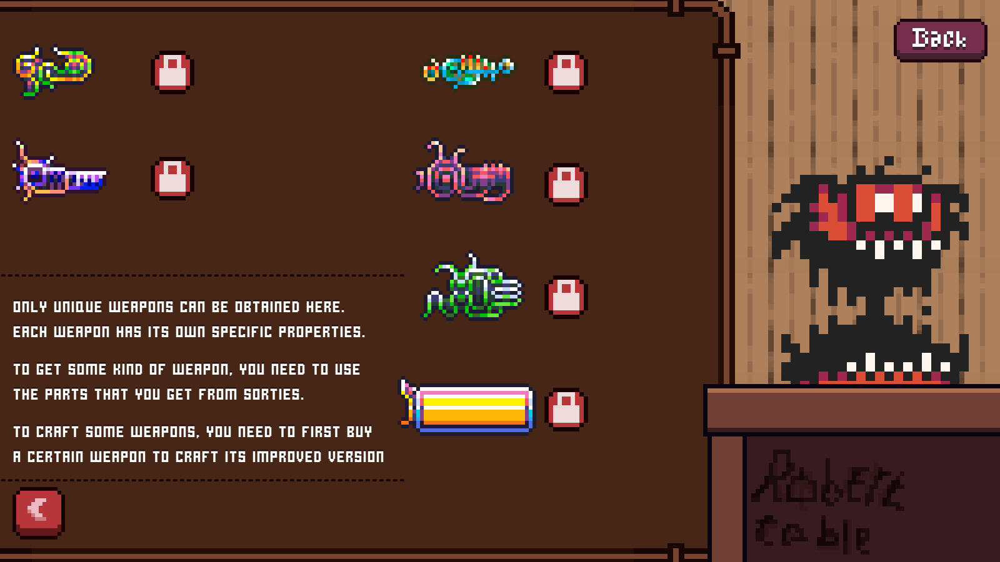 Back
ONLY UNIQUE WEAPONS CAN BE OBTAINED HERE.
EACH WEAPON HAS ITS OWN SPECIFIC PROPERTIES.
TO GET SOME KIND OF WEAPON, YOU NEED TO USE
THE PARTS THAT YOU GET FROM SORTIES.
TO CRAFT SOME WEAPONS, YOU NEED TO FIRST BUY
A CERTAIN WEAPON TO CRAFT ITS IMPROVED VERSION
table